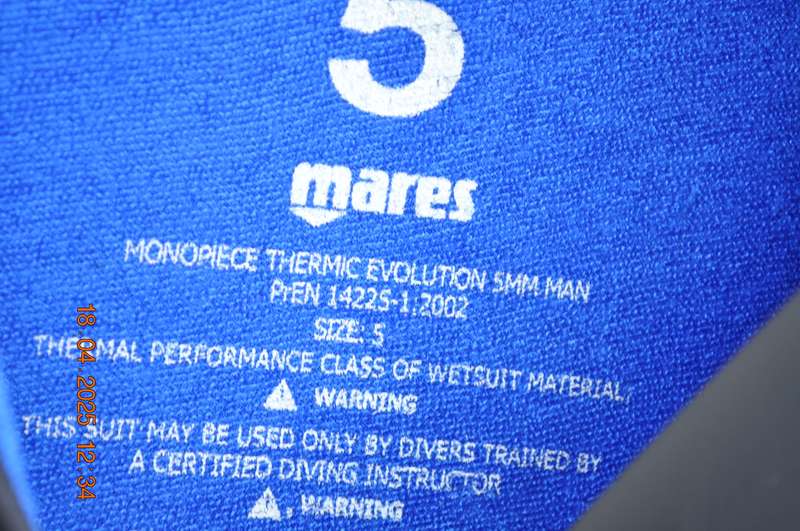 5
mares
MONOPIECE THERMIC EVOLUTION 5MM MAN
PrEN 14225-1:2002
SIZE: 5
THERMAL PERFORMANCE CLASS OF WETSUIT MATERIAL:
WARNING
THIS SUIT MAY BE USED ONLY BY DIVERS TRAINED BY
A CERTIFIED DIVING INSTRUCTOR
WARNING
18.04.2025 12:34